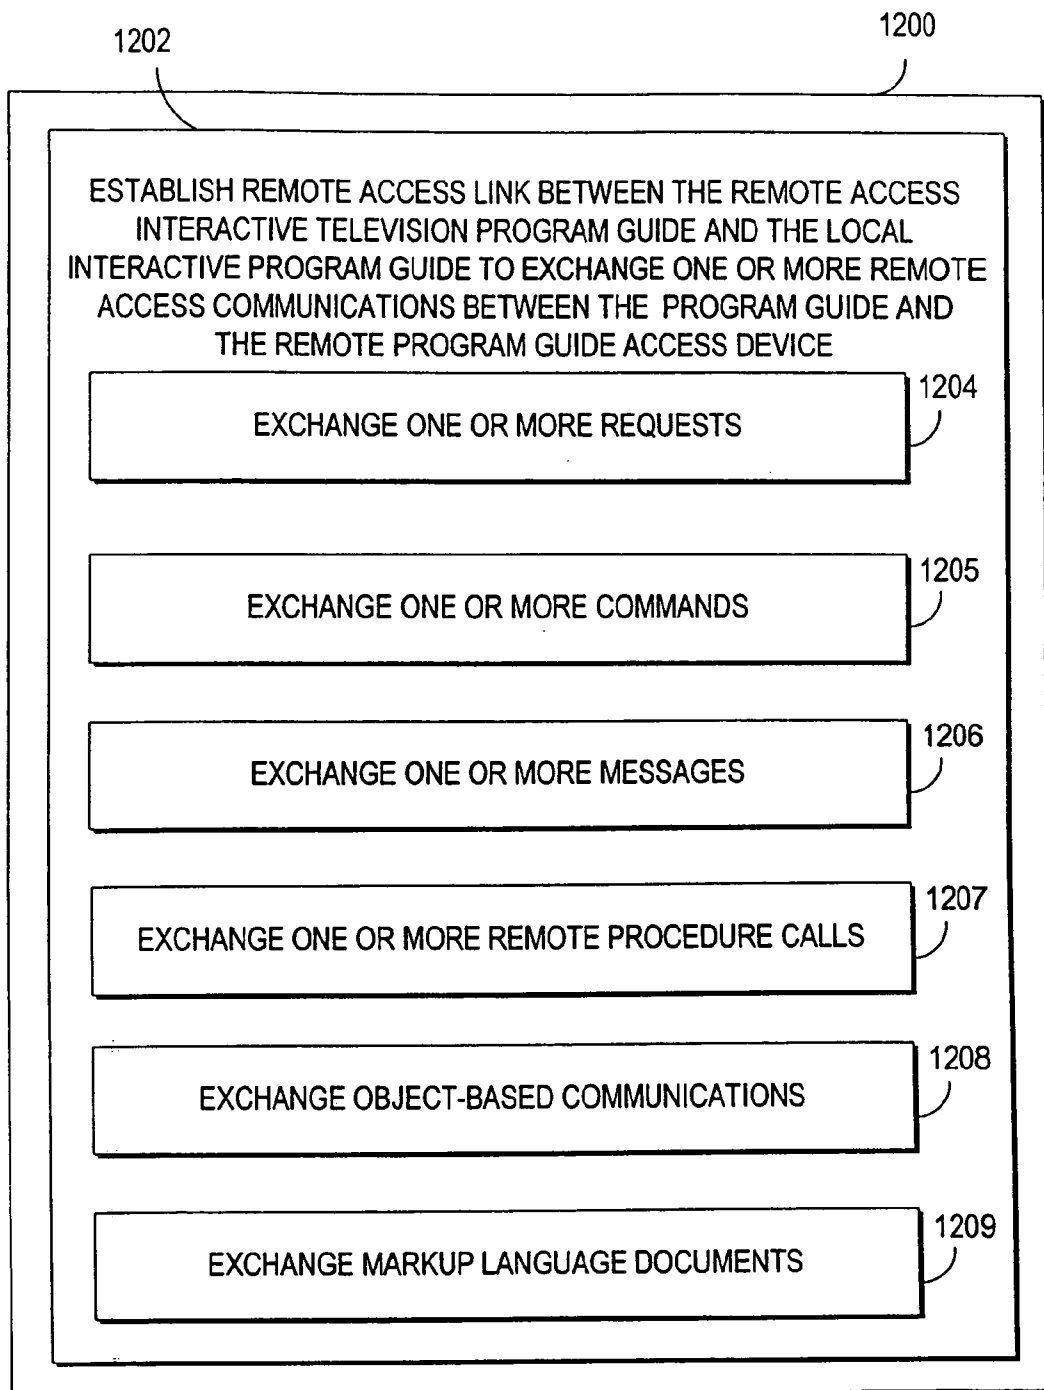 1202
1200
ESTABLISH REMOTE ACCESS LINK BETWEEN THE REMOTE ACCESS
INTERACTIVE TELEVISION PROGRAM GUIDE AND THE LOCAL
INTERACTIVE PROGRAM GUIDE TO EXCHANGE ONE OR MORE REMOTE
ACCESS COMMUNICATIONS BETWEEN THE PROGRAM GUIDE AND
THE REMOTE PROGRAM GUIDE ACCESS DEVICE
1204
EXCHANGE ONE OR MORE REQUESTS
1205
EXCHANGE ONE OR MORE COMMANDS
1206
EXCHANGE ONE OR MORE MESSAGES
1207
EXCHANGE ONE OR MORE REMOTE PROCEDURE CALLS
1208
EXCHANGE OBJECT-BASED COMMUNICATIONS
1209
EXCHANGE MARKUP LANGUAGE DOCUMENTS